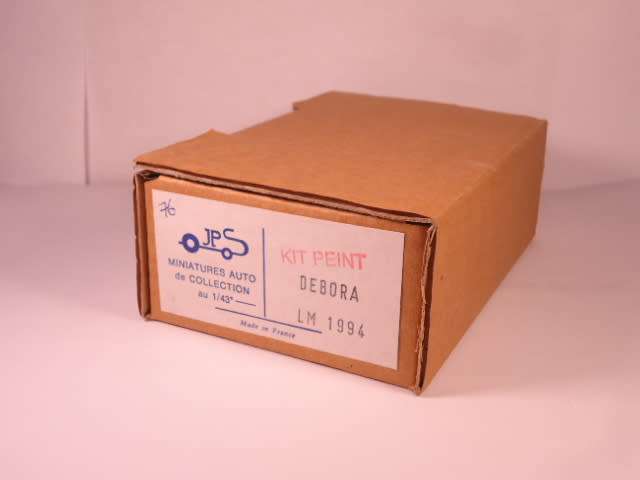 76
JPS
MINIATURES AUTO
de COLLECTION
au 1/43e
Made in France
KIT PEINT
DEBORA
LM 1994